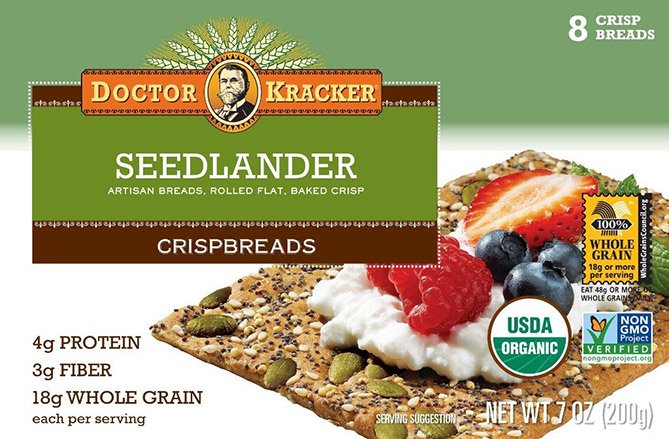 8 CRISP
BREADS
DOCTOR KRACKER
SEEDLANDER
ARTISAN BREADS, ROLLED FLAT, BAKED CRISP
CRISPBREADS
4g PROTEIN
3g FIBER
18g WHOLE GRAIN
each per serving
100%
WHOLE
GRAIN
18g or more
per serving
WholeGrainsCouncil.org
EAT 48g OR MORE OF
WHOLE GRAINS DAILY
USDA
ORGANIC
NON
GMO
Project
VERIFIED
nongmoproject.org
SERVING SUGGESTION
NET WT 7 OZ (200g)